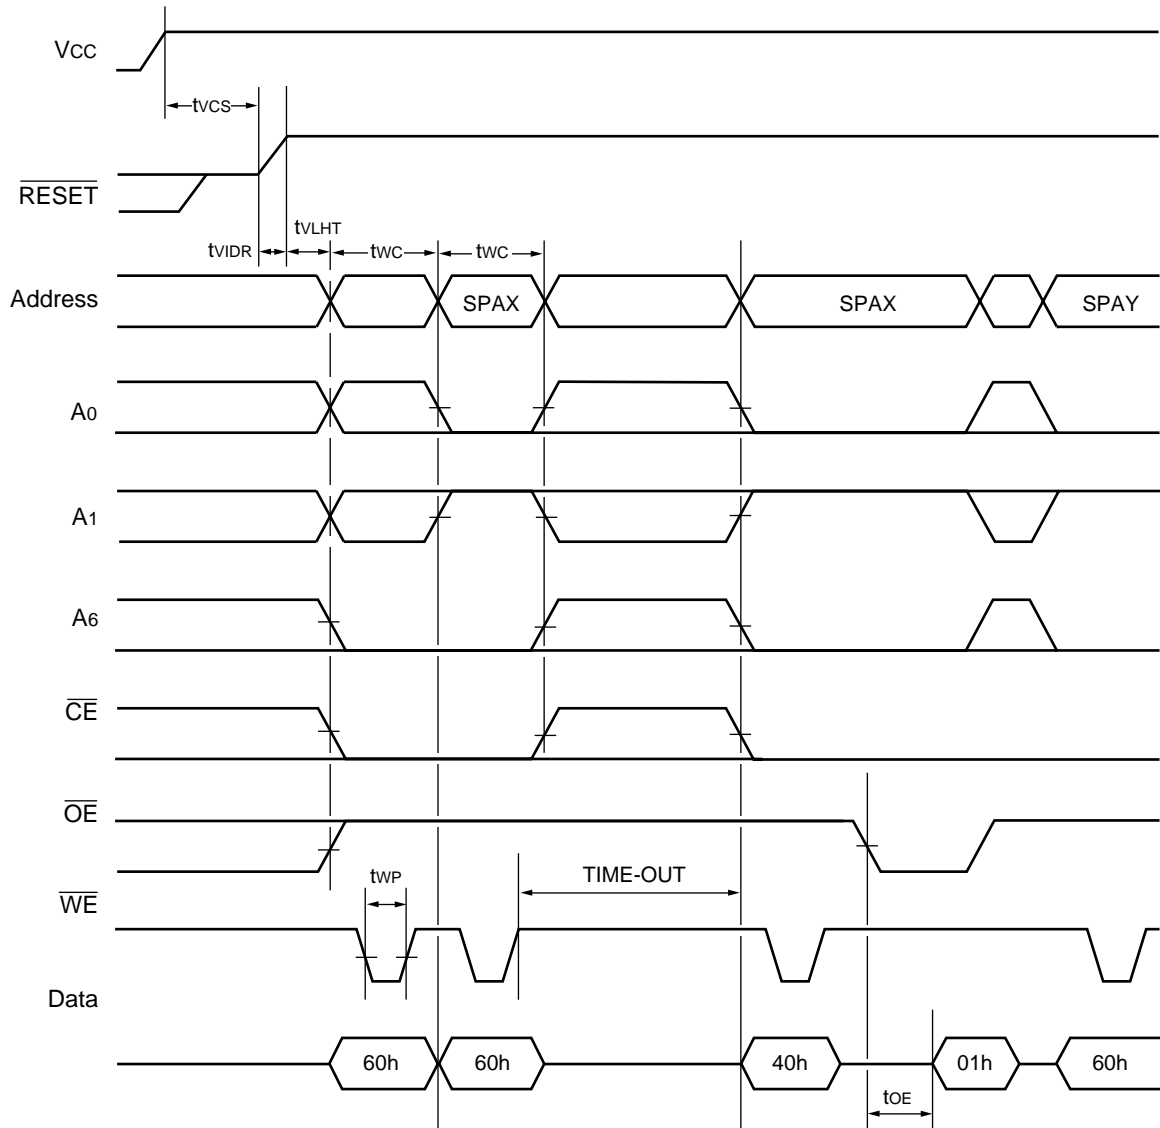 VCC
tVCS
RESET
tVIDR
tVLHT
tWC
tWC
Address
SPAX
SPAX
SPAY
A0
A1
A6
CE
OE
tWP
TIME-OUT
WE
Data
60h
60h
40h
01h
60h
tOE